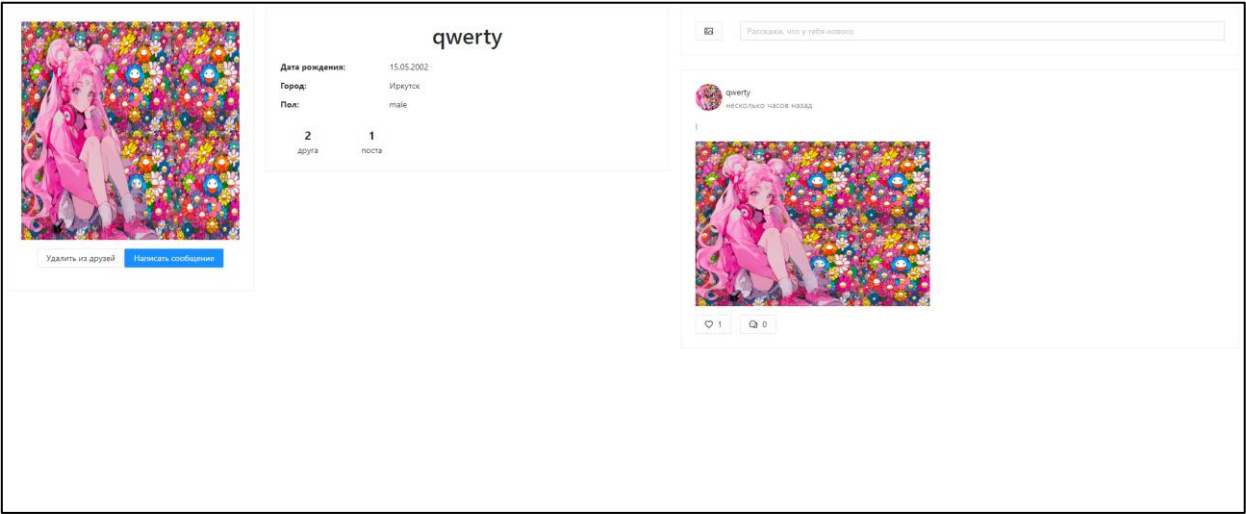 Удалить из друзей
Написать сообщение
qwerty
Дата рождения: 15.05.2002
Город: Иркутск
Пол: male
2 1
друга поста
Расскажи, что у тебя нового
qwerty
несколько часов назад
1 0